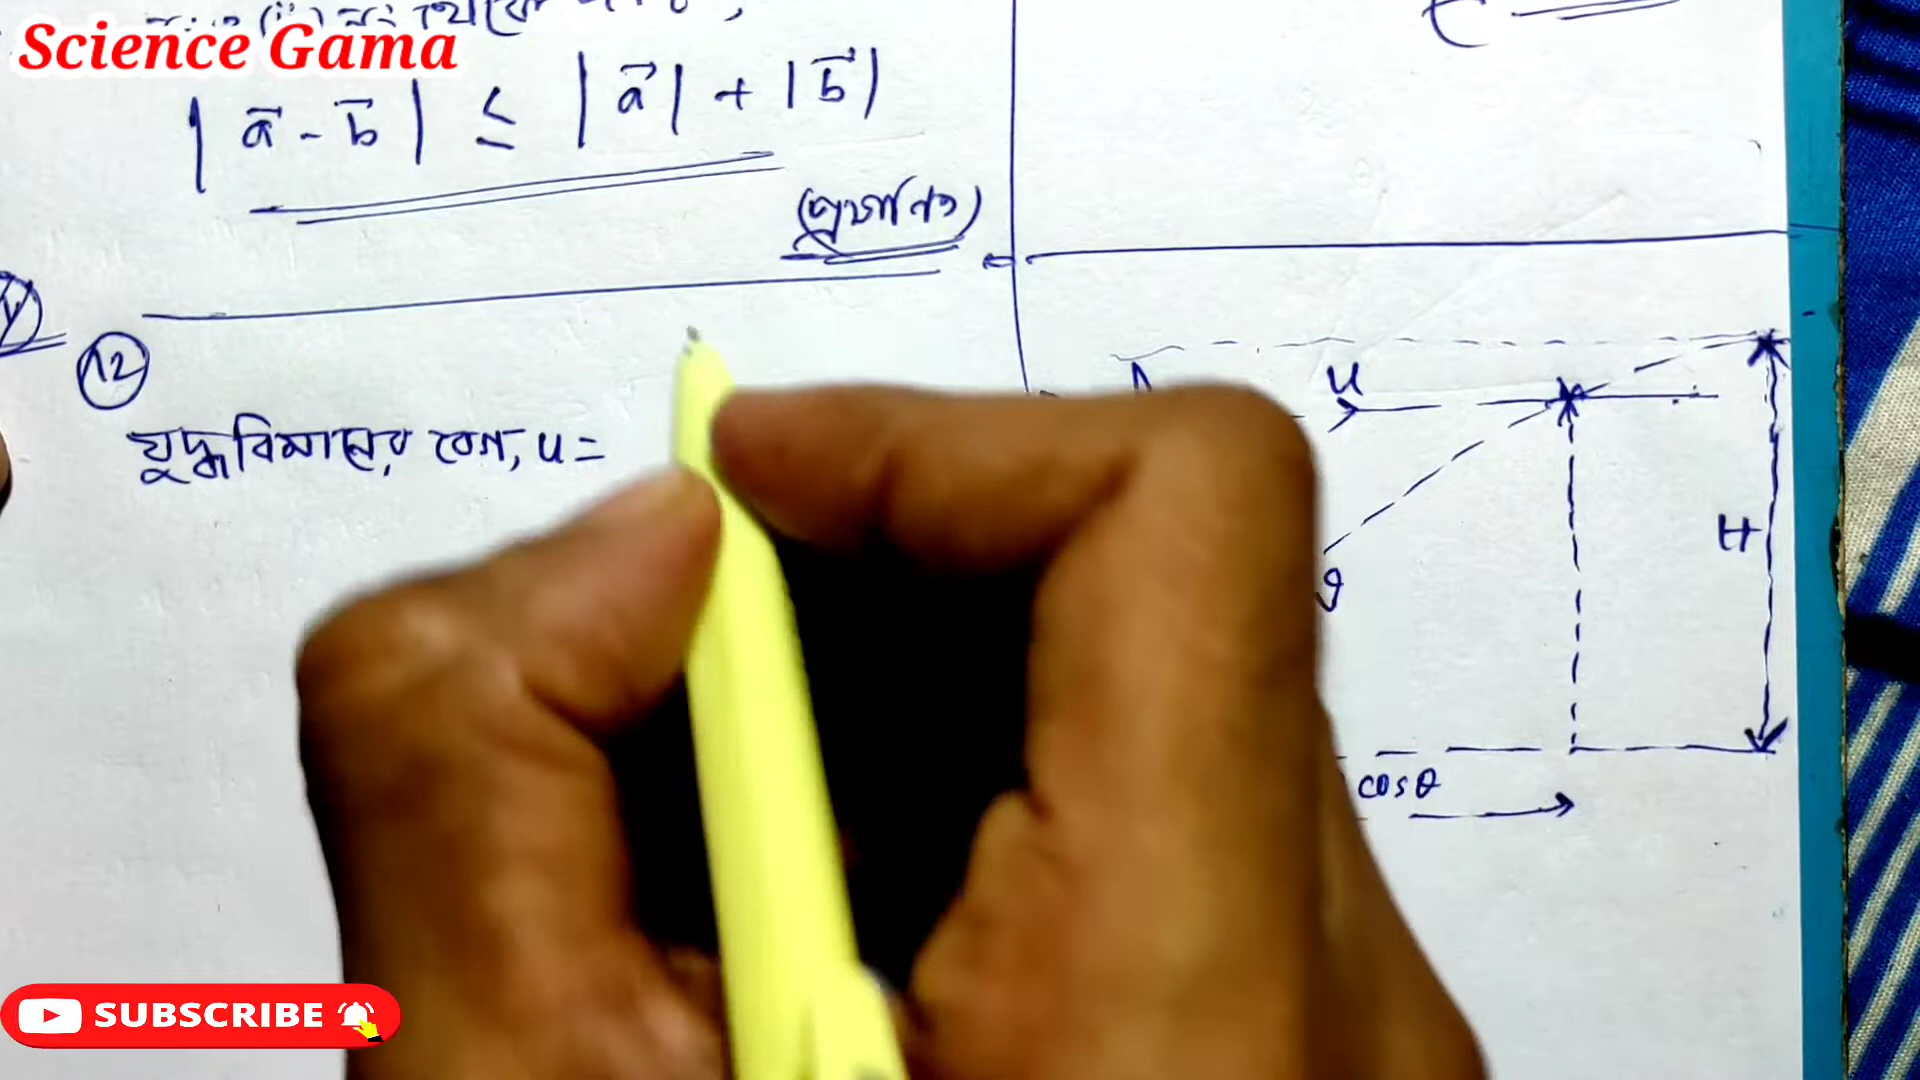 Science Gama
থেকে
|a⃗ - b⃗| ≤ |a⃗| + |b⃗|
(প্রমাণিত)
12
যুদ্ধবিমানের বেগ, u =
u
H
θ
cosθ
SUBSCRIBE